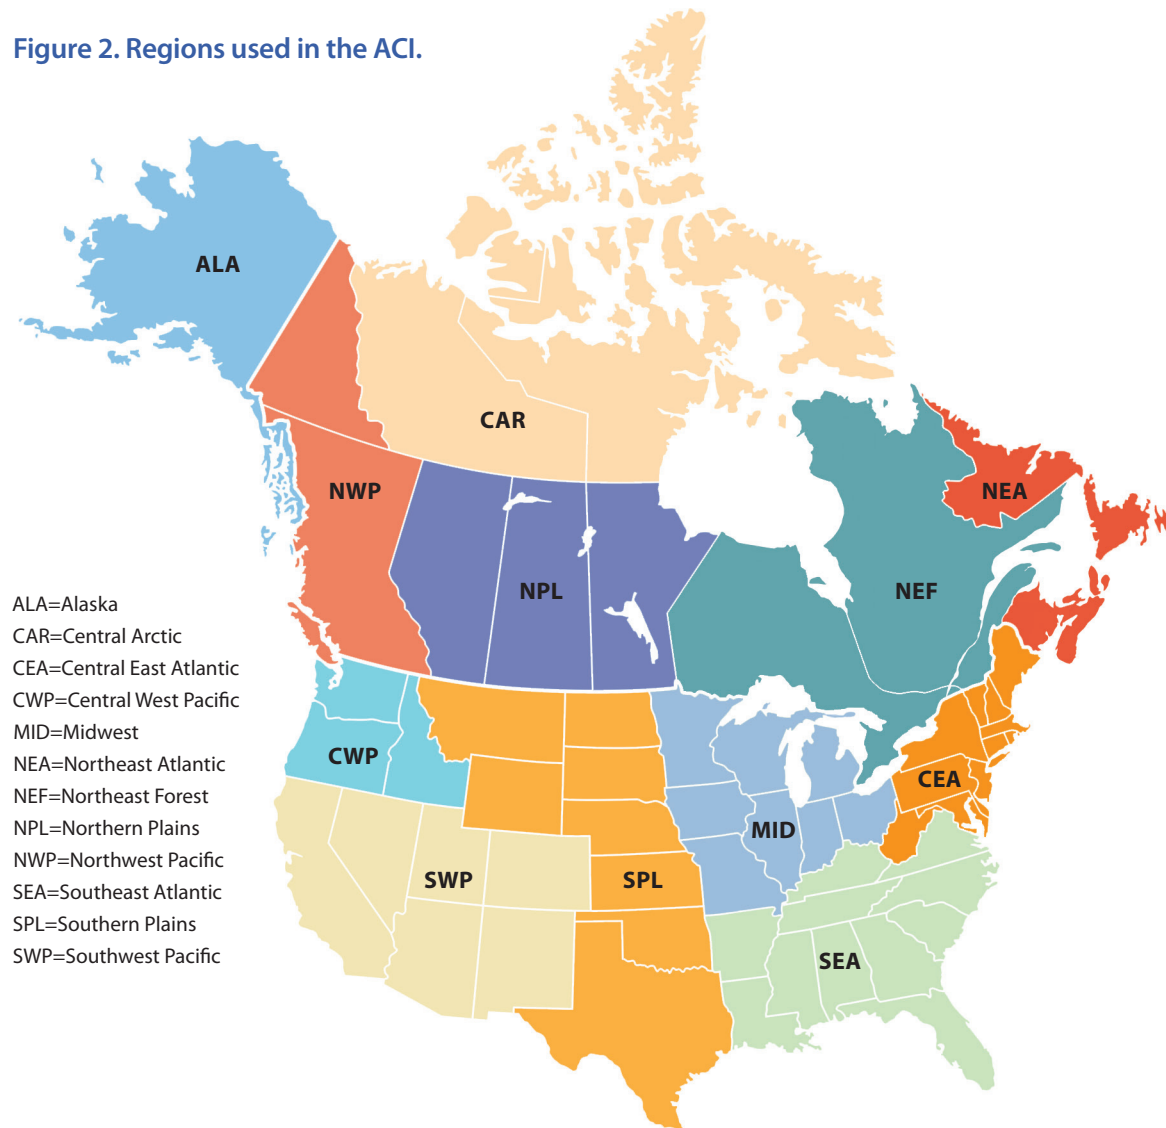 Figure 2. Regions used in the ACI.
ALA
CAR
NWP
NEA
NPL
NEF
CWP
CEA
MID
SWP
SPL
SEA
ALA=Alaska
CAR=Central Arctic
CEA=Central East Atlantic
CWP=Central West Pacific
MID=Midwest
NEA=Northeast Atlantic
NEF=Northeast Forest
NPL=Northern Plains
NWP=Northwest Pacific
SEA=Southeast Atlantic
SPL=Southern Plains
SWP=Southwest Pacific